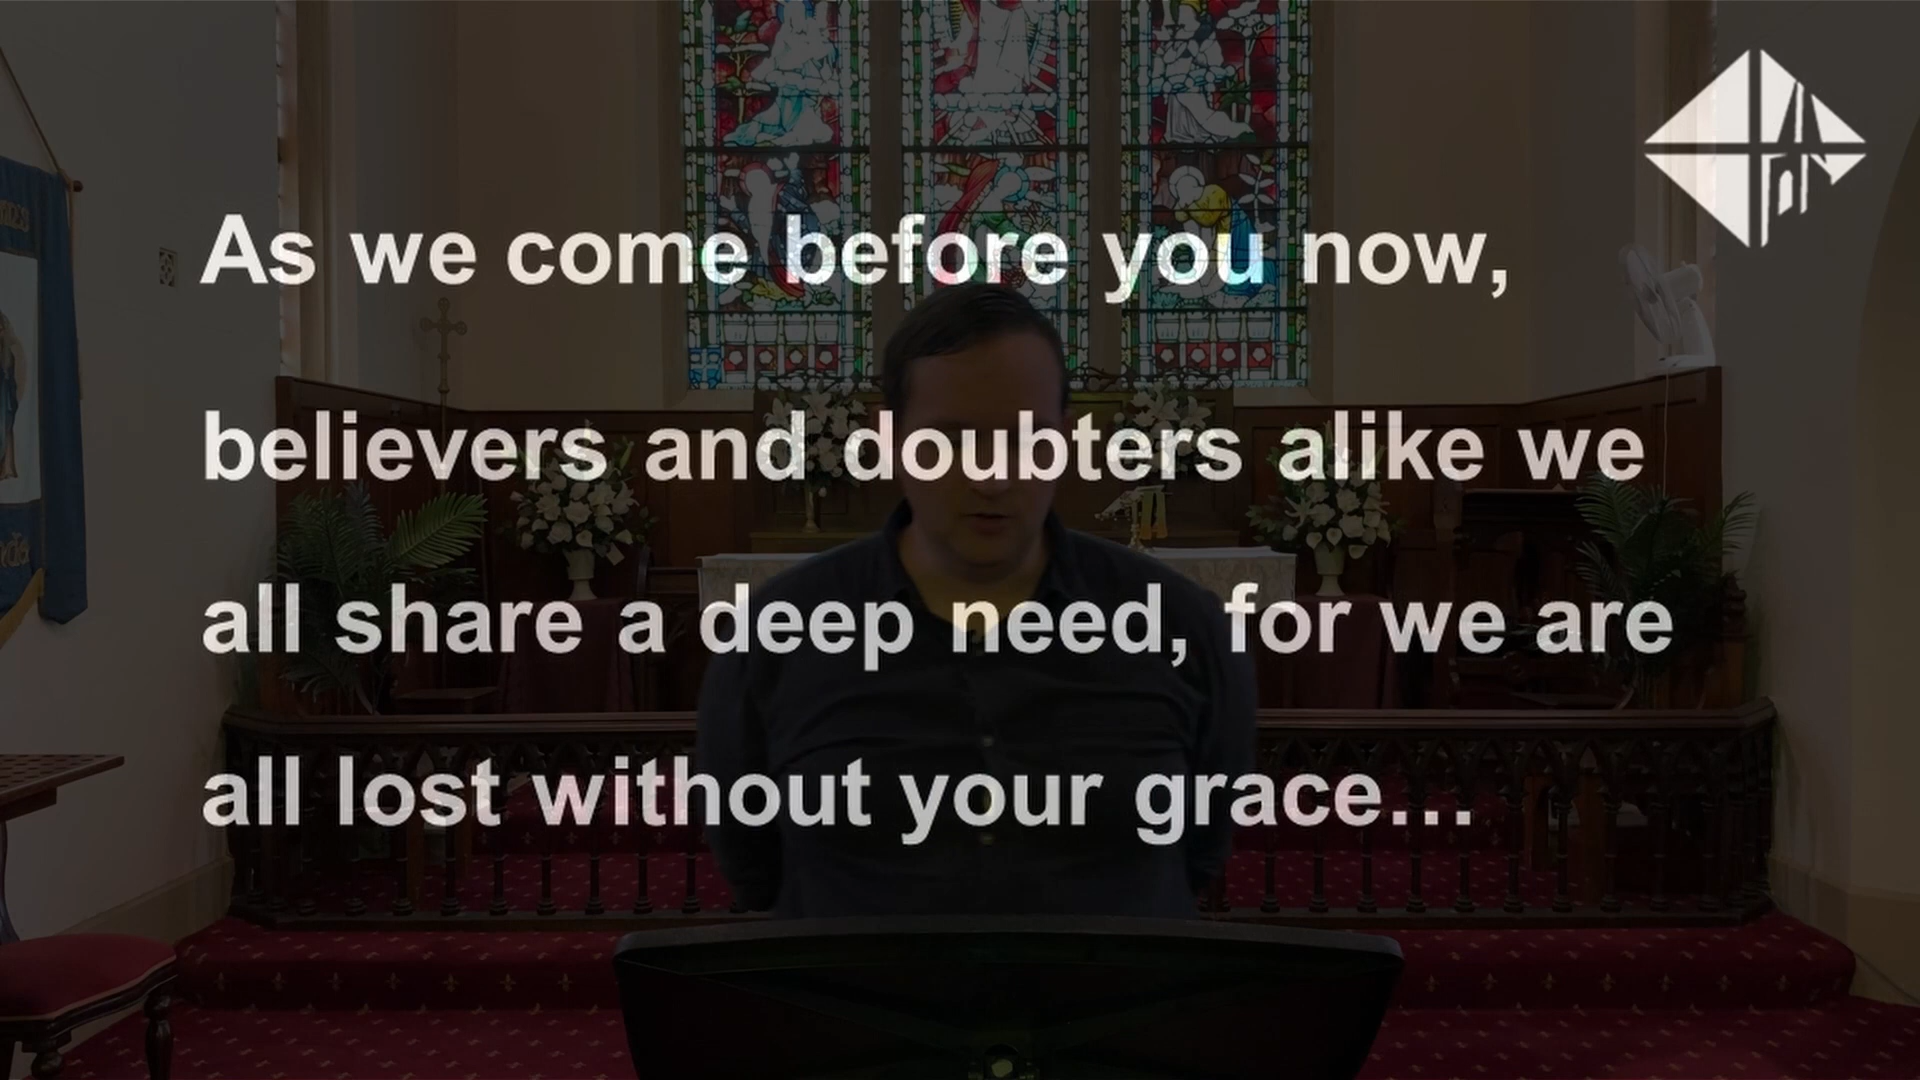 As we come before you now,
believers and doubters alike we
all share a deep need, for we are
all lost without your grace…